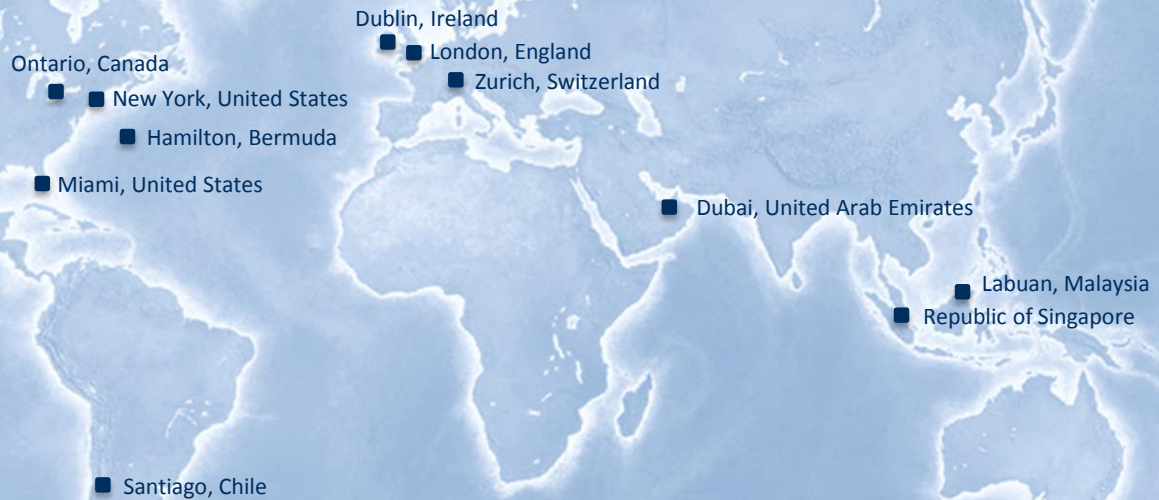 Dublin, Ireland
London, England
Ontario, Canada
Zurich, Switzerland
New York, United States
Hamilton, Bermuda
Miami, United States
Dubai, United Arab Emirates
Labuan, Malaysia
Republic of Singapore
Santiago, Chile